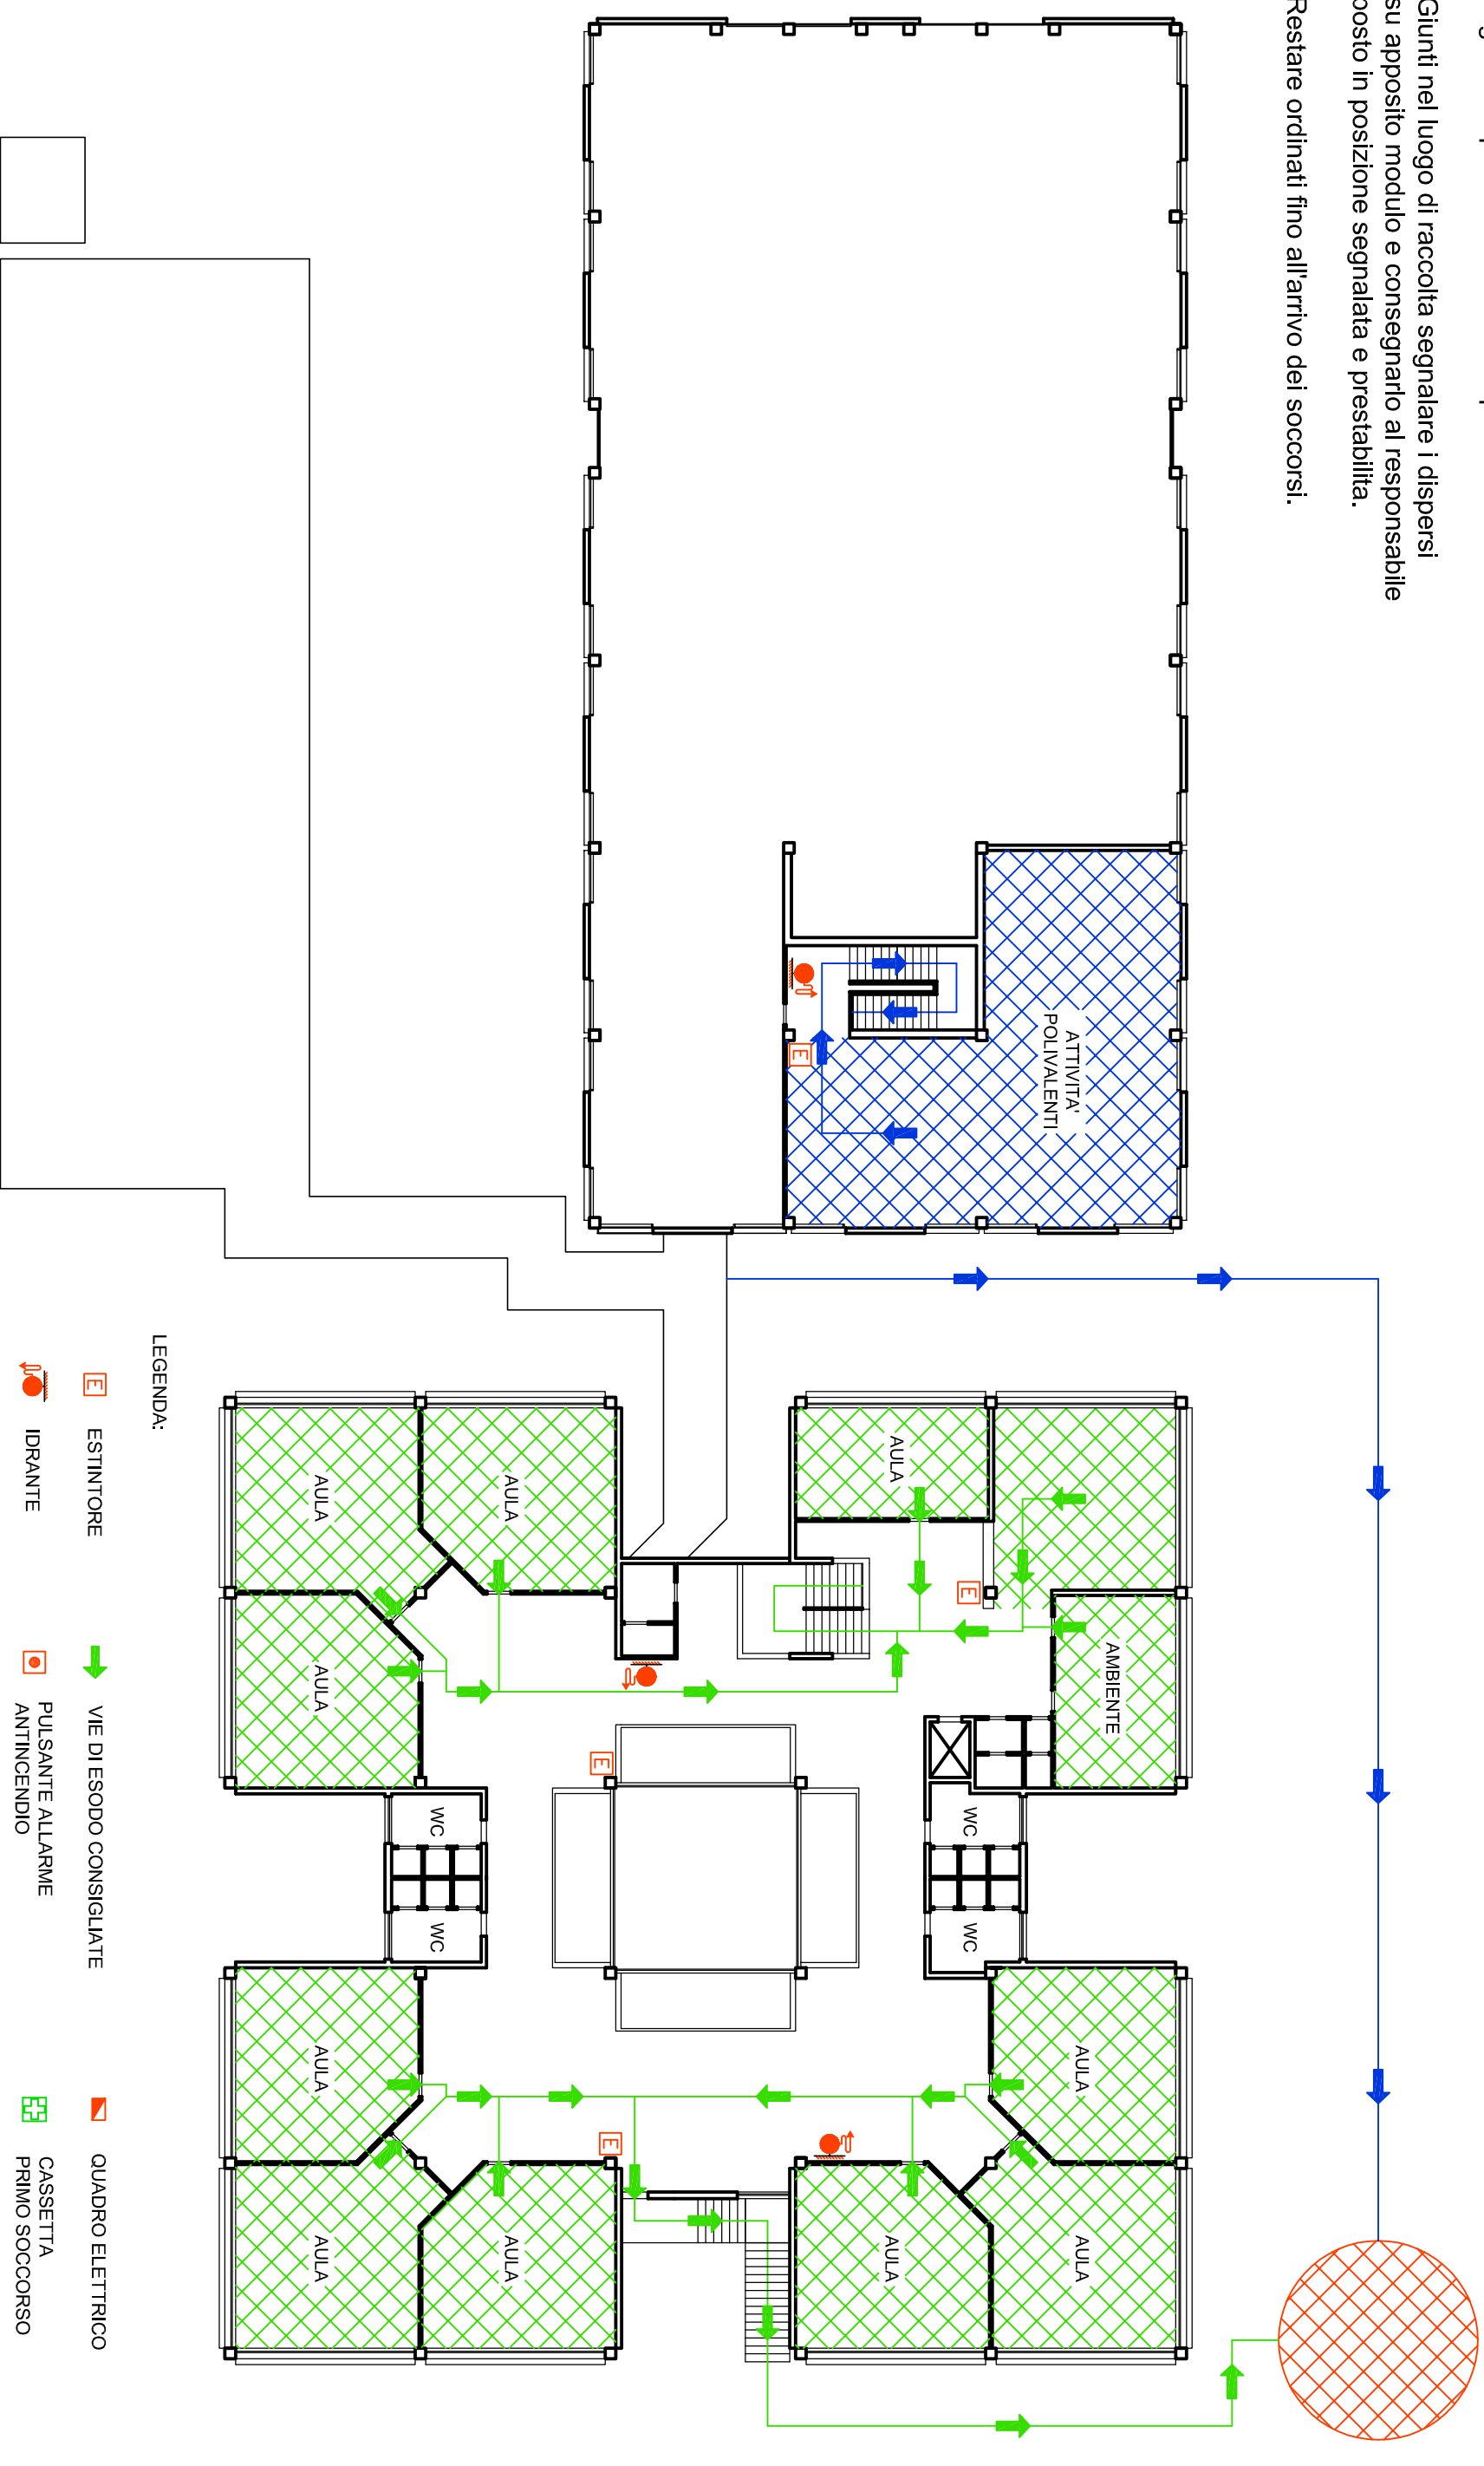 Giunti nel luogo di raccolta segnalare i dispersi
su apposito modulo e consegnarlo al responsabile
posto in posizione segnalata e prestabilita.
Restare ordinati fino all'arrivo dei soccorsi.
ATTIVITA'
POLIVALENTI
E
AULA
AMBIENTE
E
WC
WC
AULA
AULA
AULA
AULA
AULA
AULA
E
WC
WC
E
AULA
AULA
AULA
LEGENDA:
E ESTINTORE
IDRANTE
VIE DI ESODO CONSIGLIATE
PULSANTE ALLARME
ANTINCENDIO
QUADRO ELETTRICO
CASSETTA
PRIMO SOCCORSO